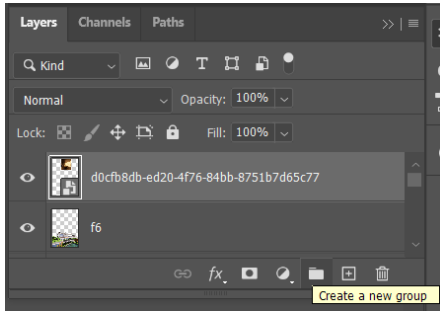 Layers Channels Paths
Kind
Normal Opacity: 100%
Lock: Fill: 100%
d0cfb8db-ed20-4f76-84bb-8751b7d65c77
f6
fx
Create a new group